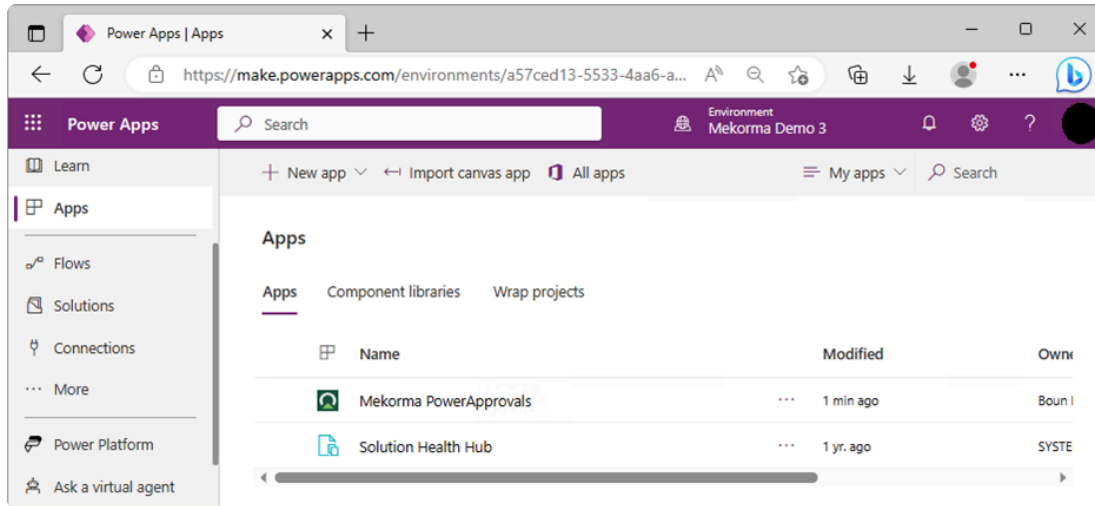 Power Apps | Apps
https://make.powerapps.com/environments/a57ced13-5533-4aa6-a...
Power Apps
Search
Environment
Mekorma Demo 3
Learn
New app
Import canvas app
All apps
My apps
Search
Apps
Apps
Flows
Apps
Component libraries
Wrap projects
Solutions
Connections
Name
Modified
Owne
More
Mekorma PowerApprovals
... 1 min ago
Boun
Power Platform
Solution Health Hub
... 1 yr. ago
SYSTE
Ask a virtual agent